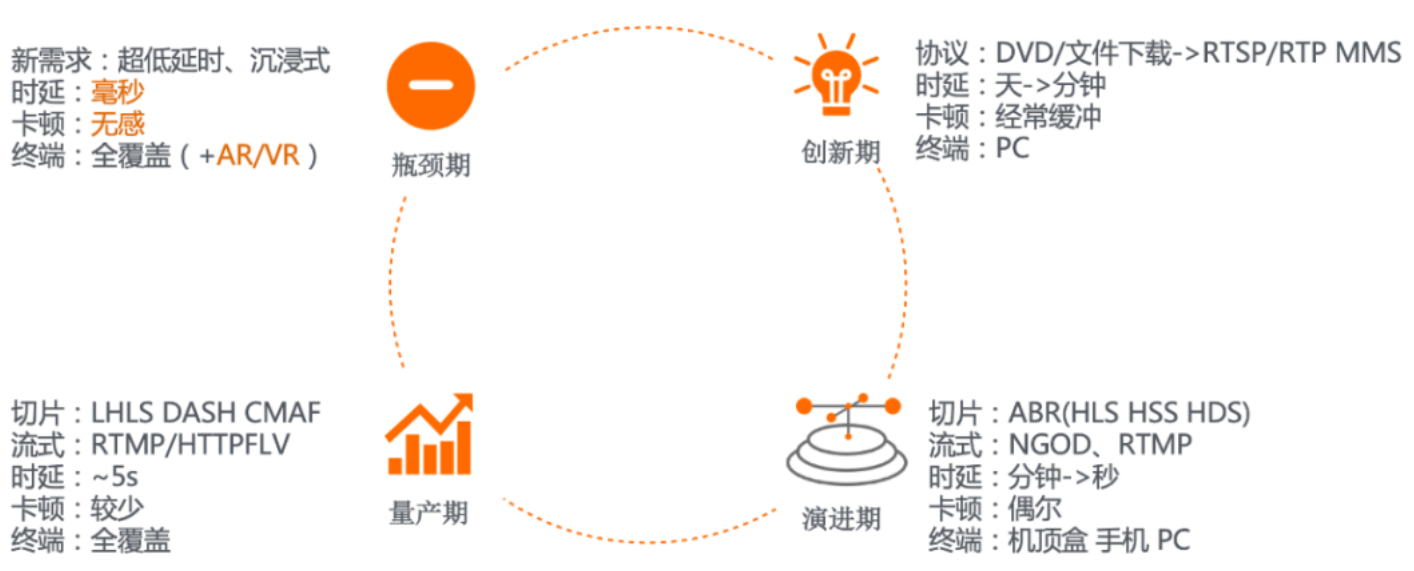 新需求：超低延时、沉浸式
时延：毫秒
卡顿：无感
终端：全覆盖（+AR/VR）
瓶颈期
创新期
协议：DVD/文件下载->RTSP/RTP MMS
时延：天->分钟
卡顿：经常缓冲
终端：PC
切片：LHLS DASH CMAF
流式：RTMP/HTTPFLV
时延：~5s
卡顿：较少
终端：全覆盖
量产期
演进期
切片：ABR(HLS HSS HDS)
流式：NGOD、RTMP
时延：分钟->秒
卡顿：偶尔
终端：机顶盒 手机 PC